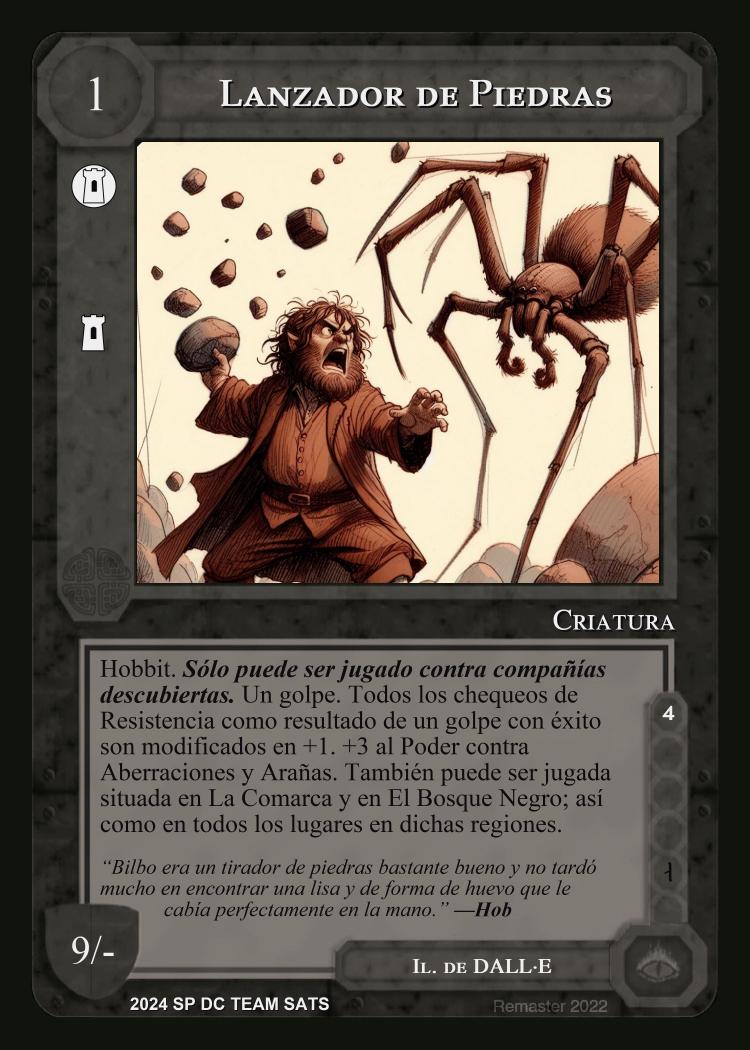 1
Lanzador de Piedras
Criatura
Hobbit. Sólo puede ser jugado contra compañías
descubiertas. Un golpe. Todos los chequeos de
Resistencia como resultado de un golpe con éxito
son modificados en +1. +3 al Poder contra
Aberraciones y Arañas. También puede ser jugada
situada en La Comarca y en El Bosque Negro; así
como en todos los lugares en dichas regiones.
4
“Bilbo era un tirador de piedras bastante bueno y no tardó
mucho en encontrar una lisa y de forma de huevo que le
cabía perfectamente en la mano.” —Hob
9/-
Il. de DALL·E
2024 SP DC TEAM SATS
Remaster 2022